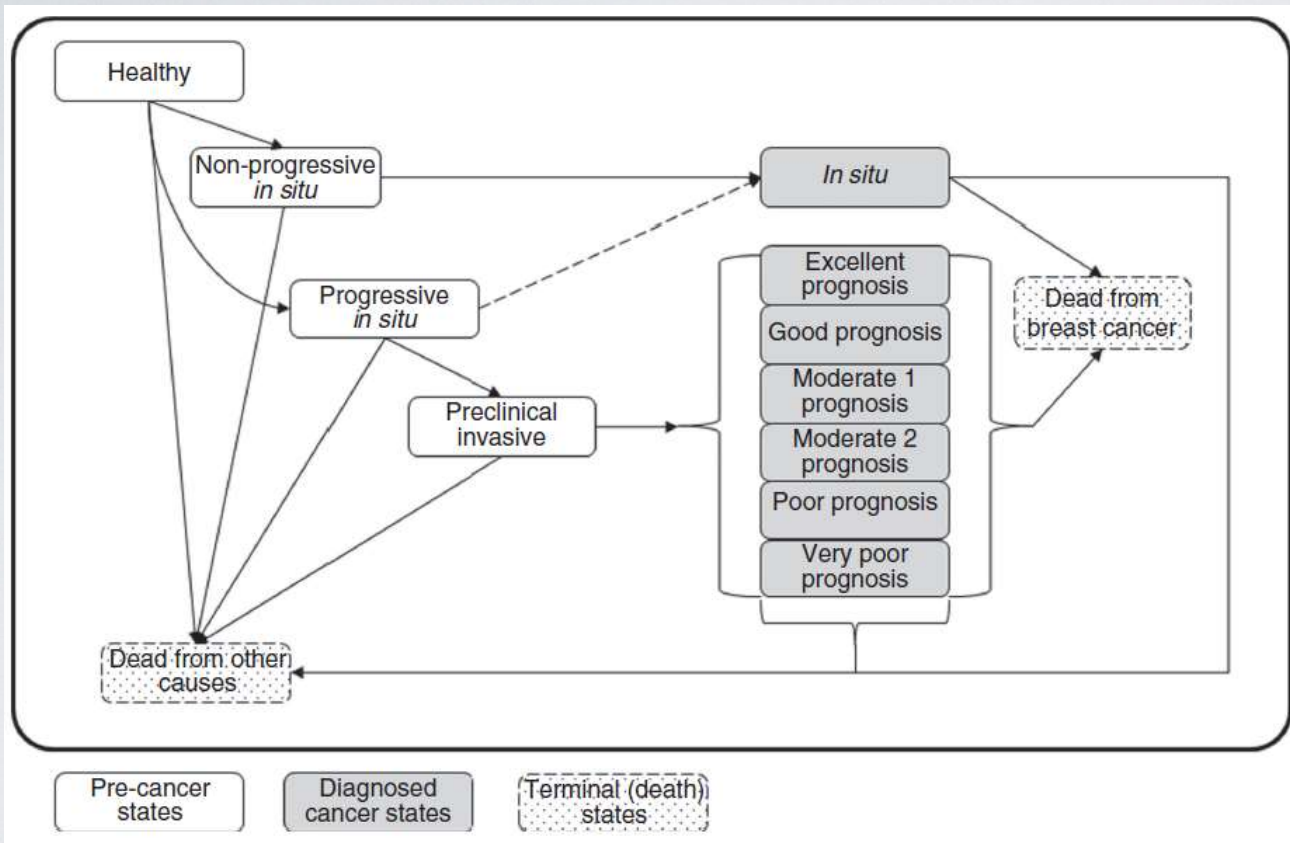 Healthy
Non-progressive
in situ
In situ
Excellent
prognosis
Progressive
in situ
Dead from
breast cancer
Good prognosis
Moderate 1
prognosis
Preclinical
invasive
Moderate 2
prognosis
Poor prognosis
Very poor
prognosis
Dead from other
causes
Pre-cancer
states
Diagnosed
cancer states
Terminal (death)
states